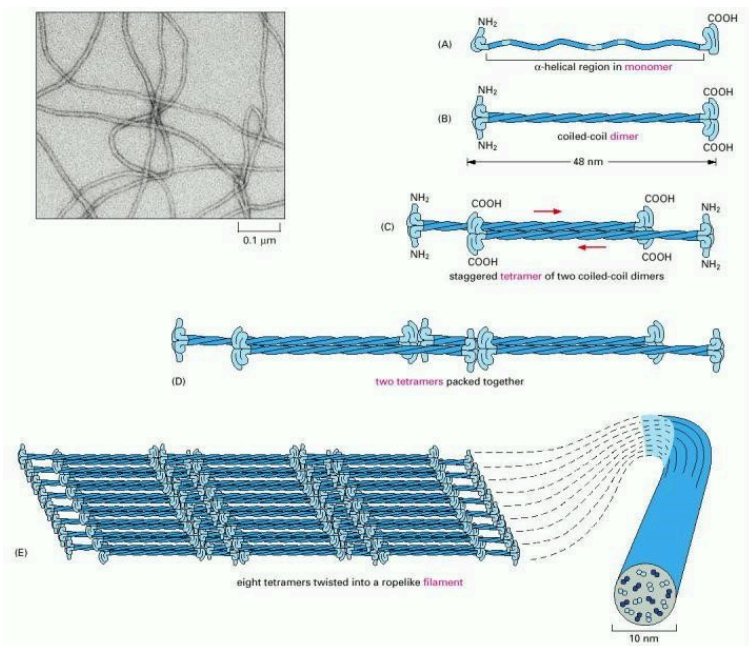 0.1 µm
NH₂
COOH
(A)
α-helical region in monomer
NH₂
COOH
(B)
coiled-coil dimer
NH₂
COOH
48 nm
NH₂
COOH
COOH
NH₂
(C)
NH₂
COOH
COOH
NH₂
staggered tetramer of two coiled-coil dimers
(D)
two tetramers packed together
(E)
eight tetramers twisted into a ropelike filament
10 nm